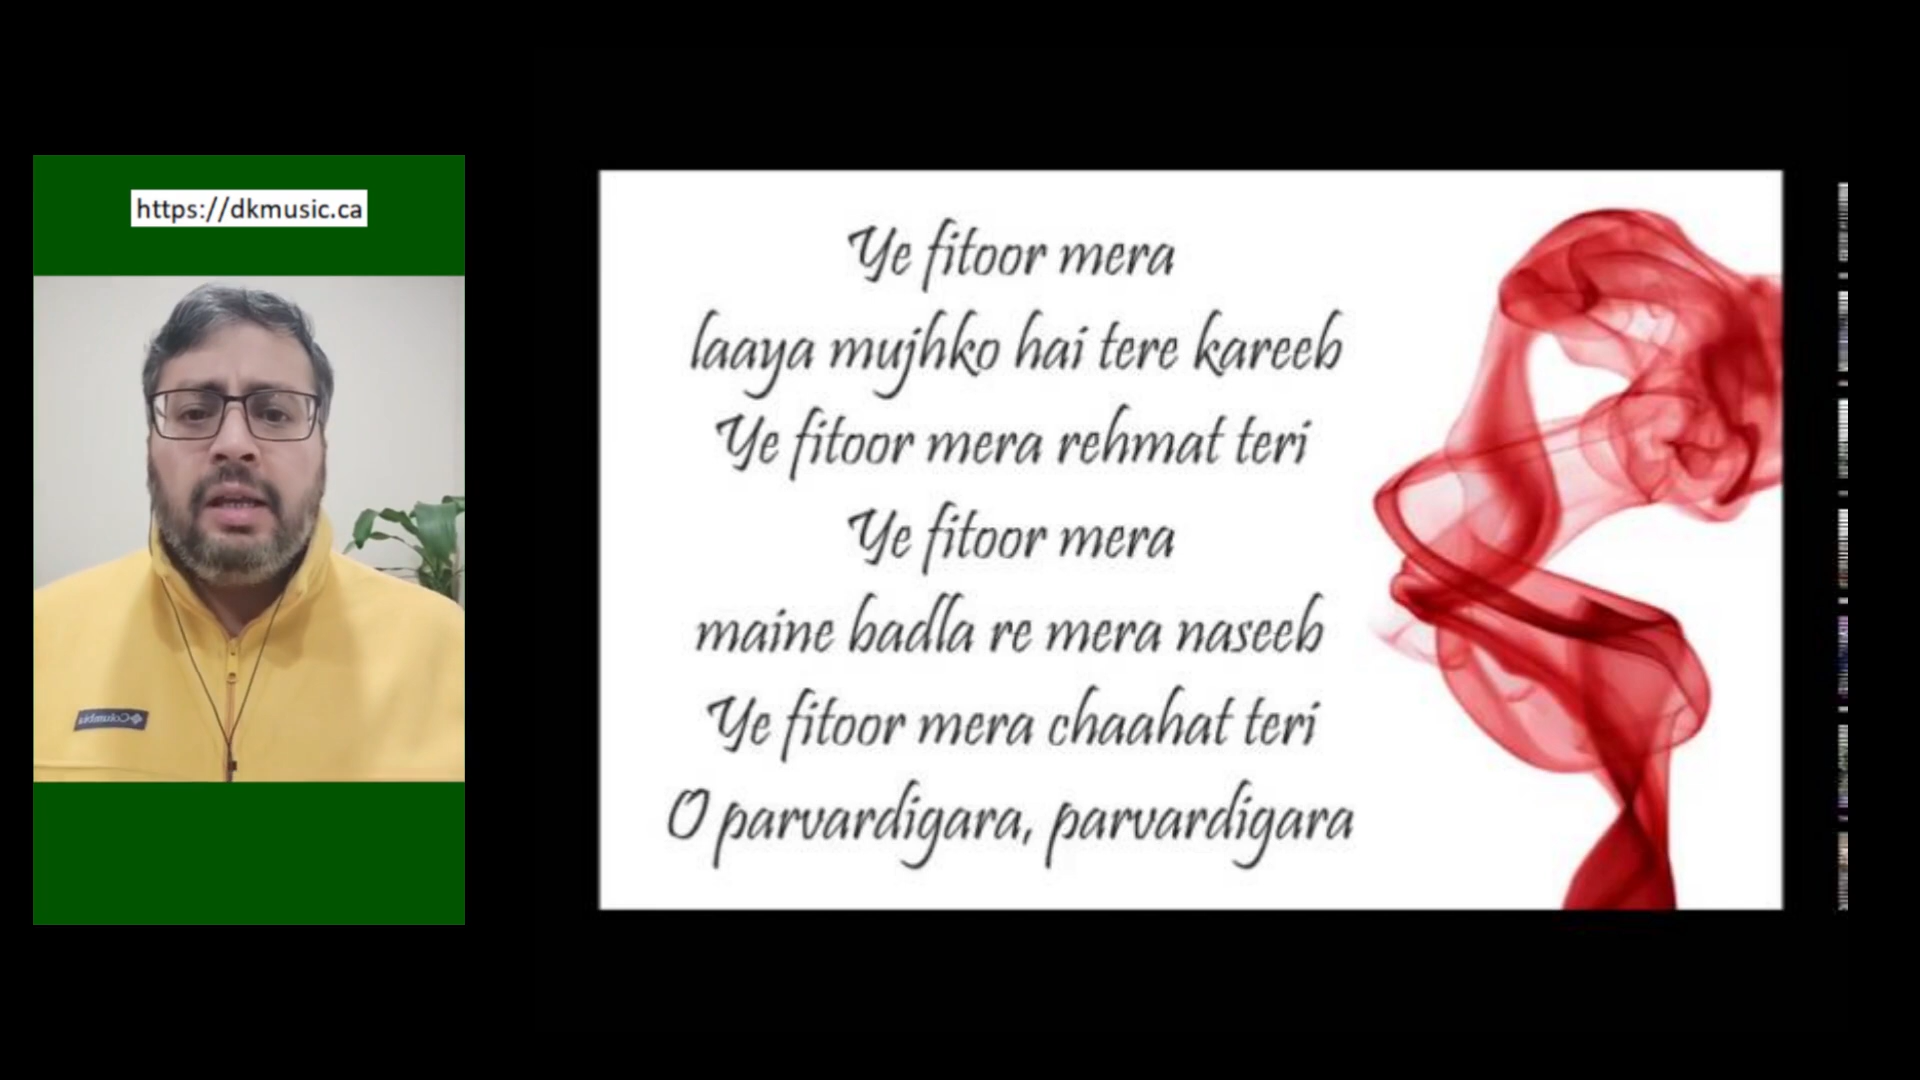 https://dkmusic.ca
Ye fitoor mera
laaya mujhko hai tere kareeb
Ye fitoor mera rehmat teri
Ye fitoor mera
maine badla re mera naseeb
Ye fitoor mera chaahat teri
O parvardigara, parvardigara
Columbia